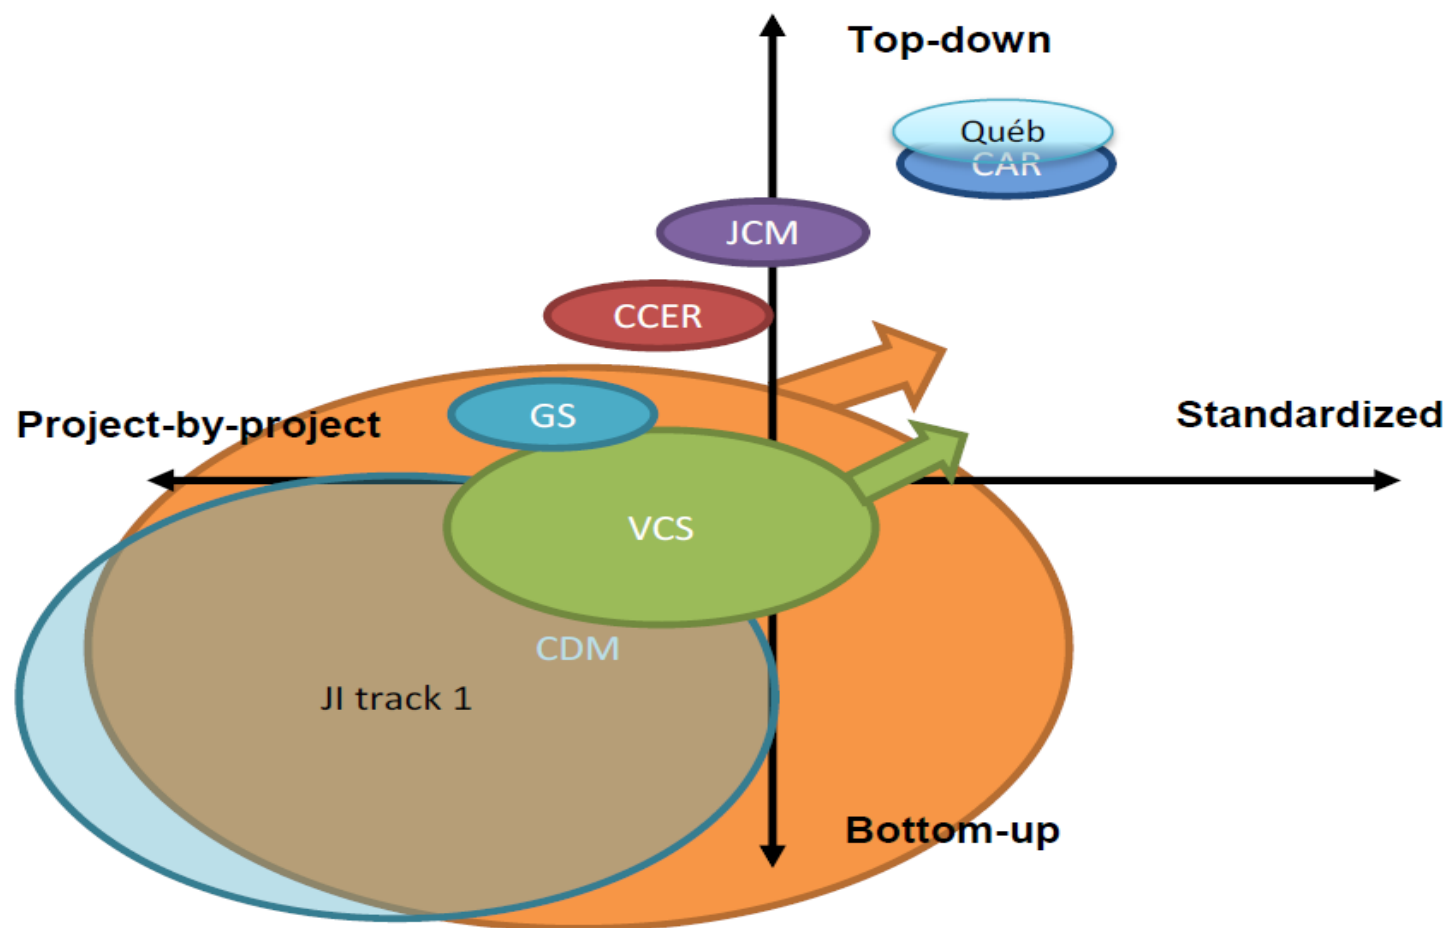 Top-down
Québ
CAR
JCM
CCER
GS
Project-by-project
Standardized
VCS
CDM
JI track 1
Bottom-up